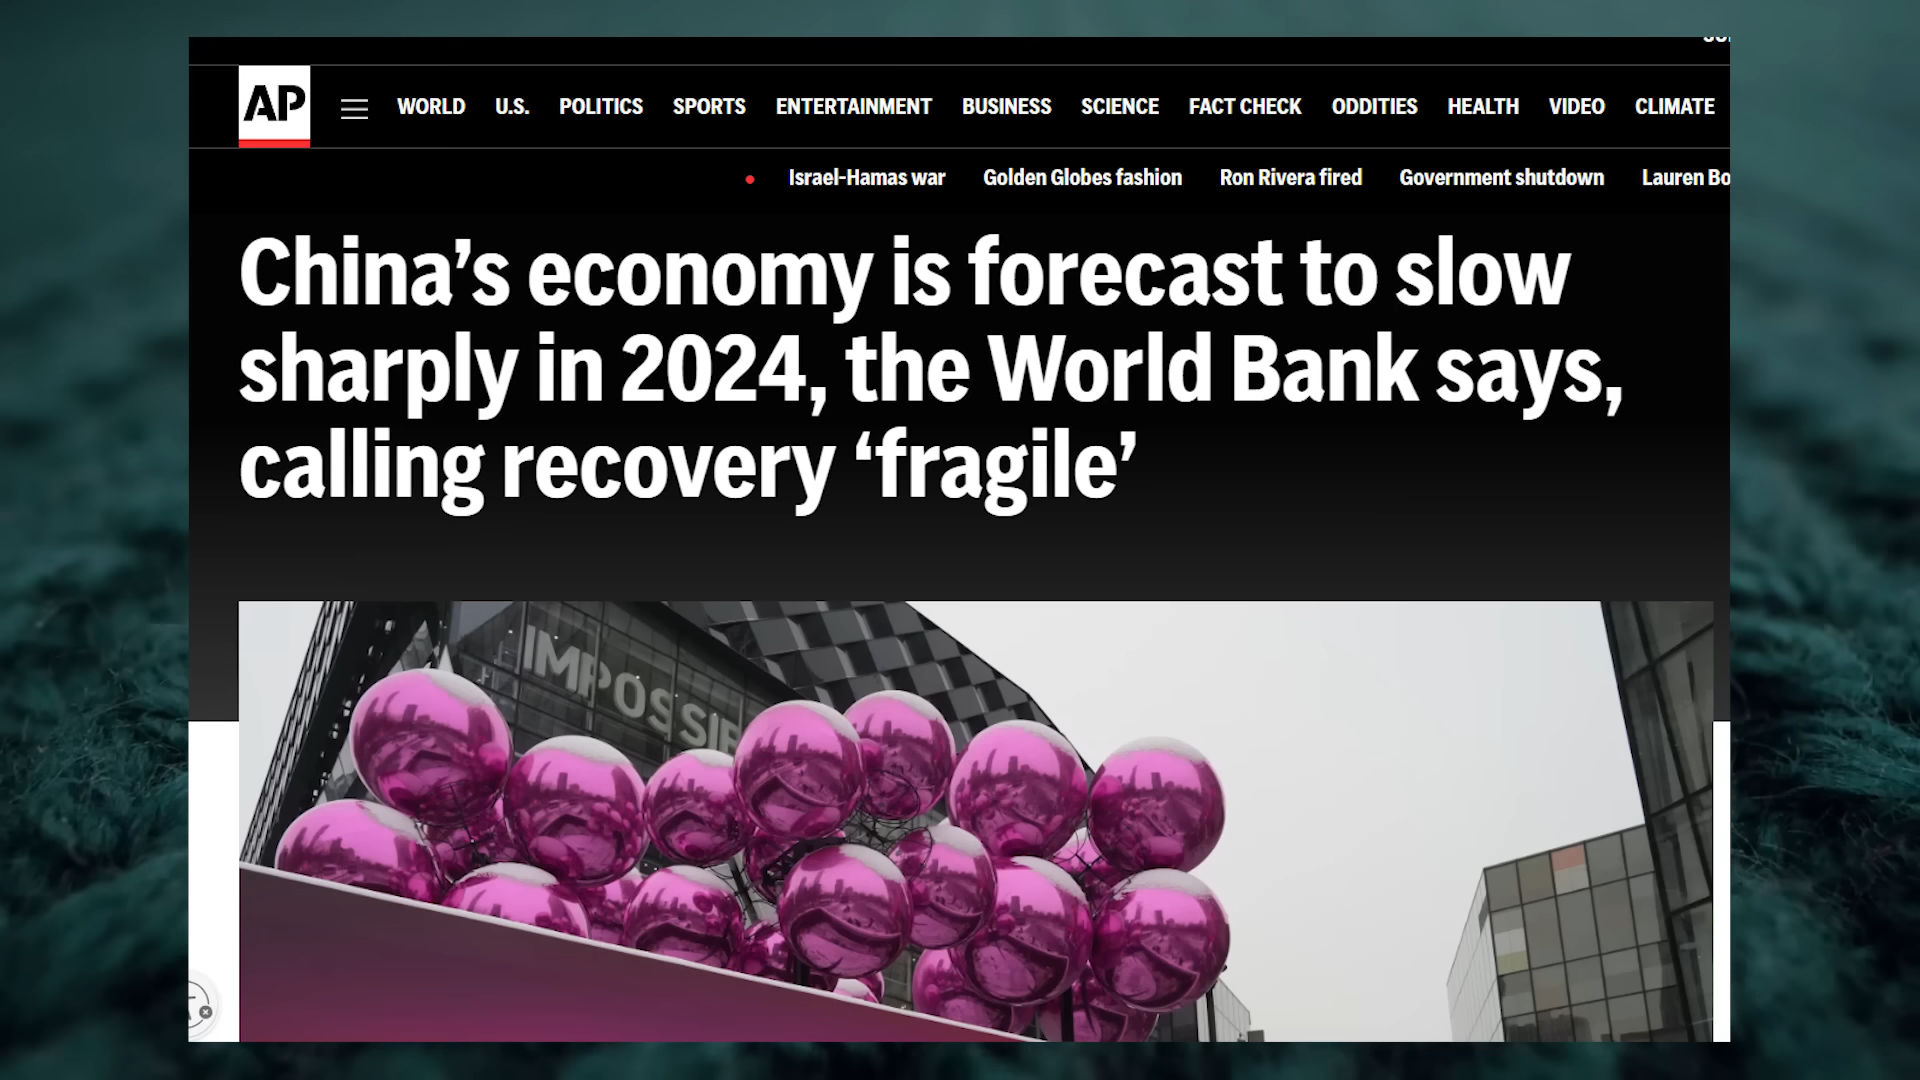 AP
WORLD U.S. POLITICS SPORTS ENTERTAINMENT BUSINESS SCIENCE FACT CHECK ODDITIES HEALTH VIDEO CLIMATE
Israel-Hamas war Golden Globes fashion Ron Rivera fired Government shutdown Lauren Bo
China’s economy is forecast to slow
sharply in 2024, the World Bank says,
calling recovery ‘fragile’
IMPOSSIB